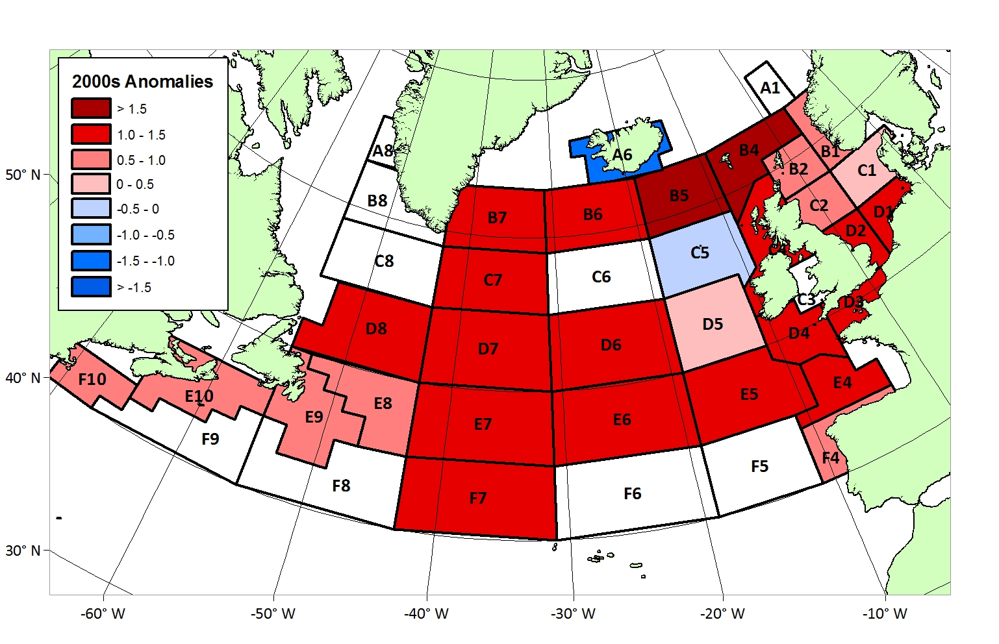 2000s Anomalies
> 1.5
1.0 - 1.5
0.5 - 1.0
0 - 0.5
-0.5 - 0
-1.0 - -0.5
-1.5 - -1.0
> -1.5
A1
A8
A6
B4
B1
B2
C1
B8
B7
B6
B5
C2
D1
D2
C8
C7
C6
C5
C4
C3
D3
D8
D7
D6
D5
D4
F10
E10
E9
E8
E7
E6
E5
E4
F9
F8
F7
F6
F5
F4
50° N
40° N
30° N
-60° W
-50° W
-40° W
-30° W
-20° W
-10° W